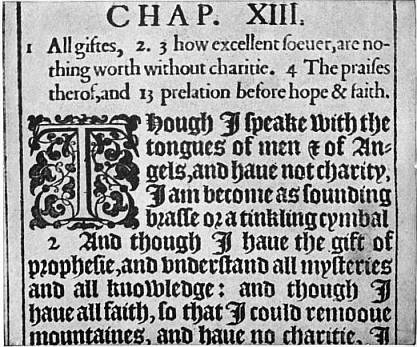 CHAP. XIII.
1 All giftes, 2. 3 how excellent soeuer, are no-
thing worth without charitie. 4 The praises
therof, and 13 prelation before hope & faith.
Though I speake with the
tongues of men & of An-
gels, and haue not charity,
I am become as sounding
brasse or a tinkling cymbal
2 And though I haue the gift of
prophesie, and vnderstand all mysteries
and all knowledge: and though I
haue all faith, so that I could remooue
mountaines, and haue no charitie, I